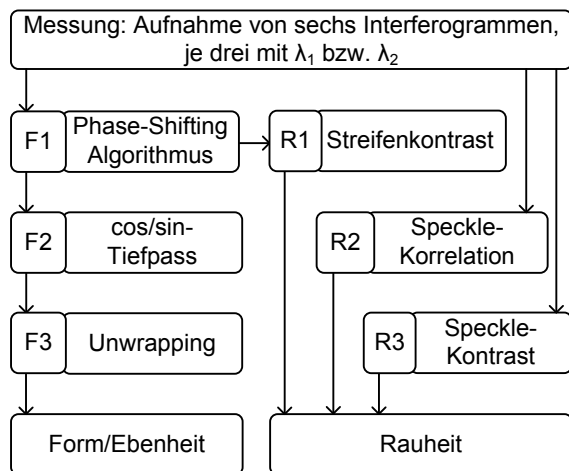 Messung: Aufnahme von sechs Interferogrammen,
je drei mit λ₁ bzw. λ₂
F1
Phase-Shifting
Algorithmus
R1
Streifenkontrast
F2
cos/sin-
Tiefpass
R2
Speckle-
Korrelation
F3
Unwrapping
R3
Speckle-
Kontrast
Form/Ebenheit
Rauheit